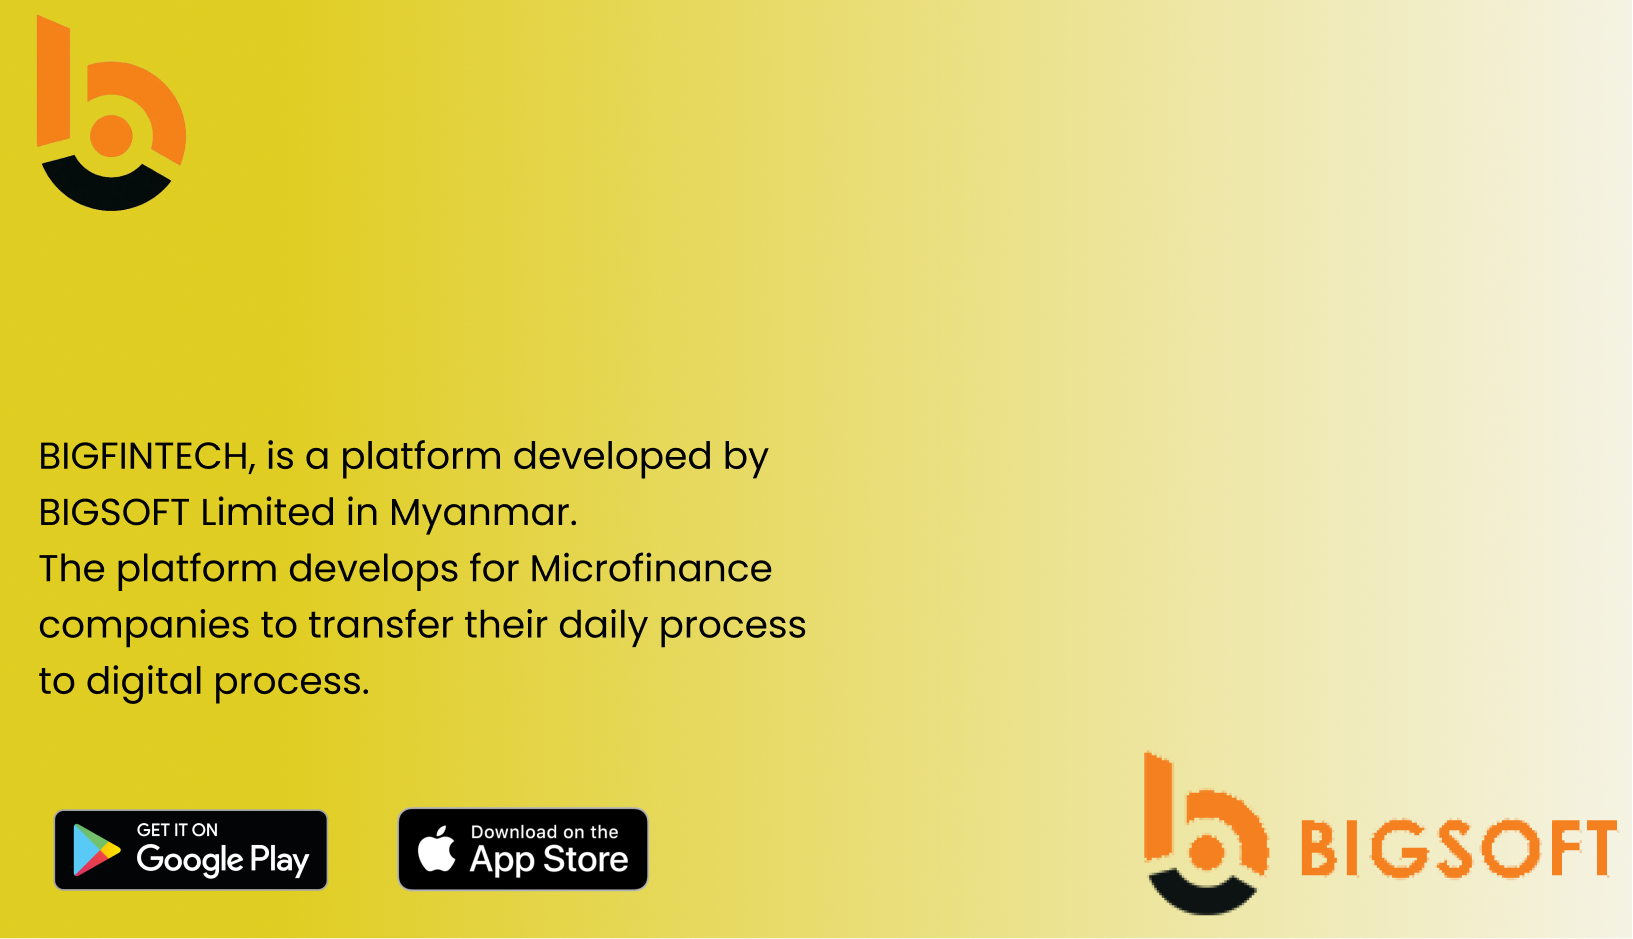 BIGFINTECH, is a platform developed by
BIGSOFT Limited in Myanmar.
The platform develops for Microfinance
companies to transfer their daily process
to digital process.
GET IT ON
Google Play
Download on the
App Store
BIGSOFT